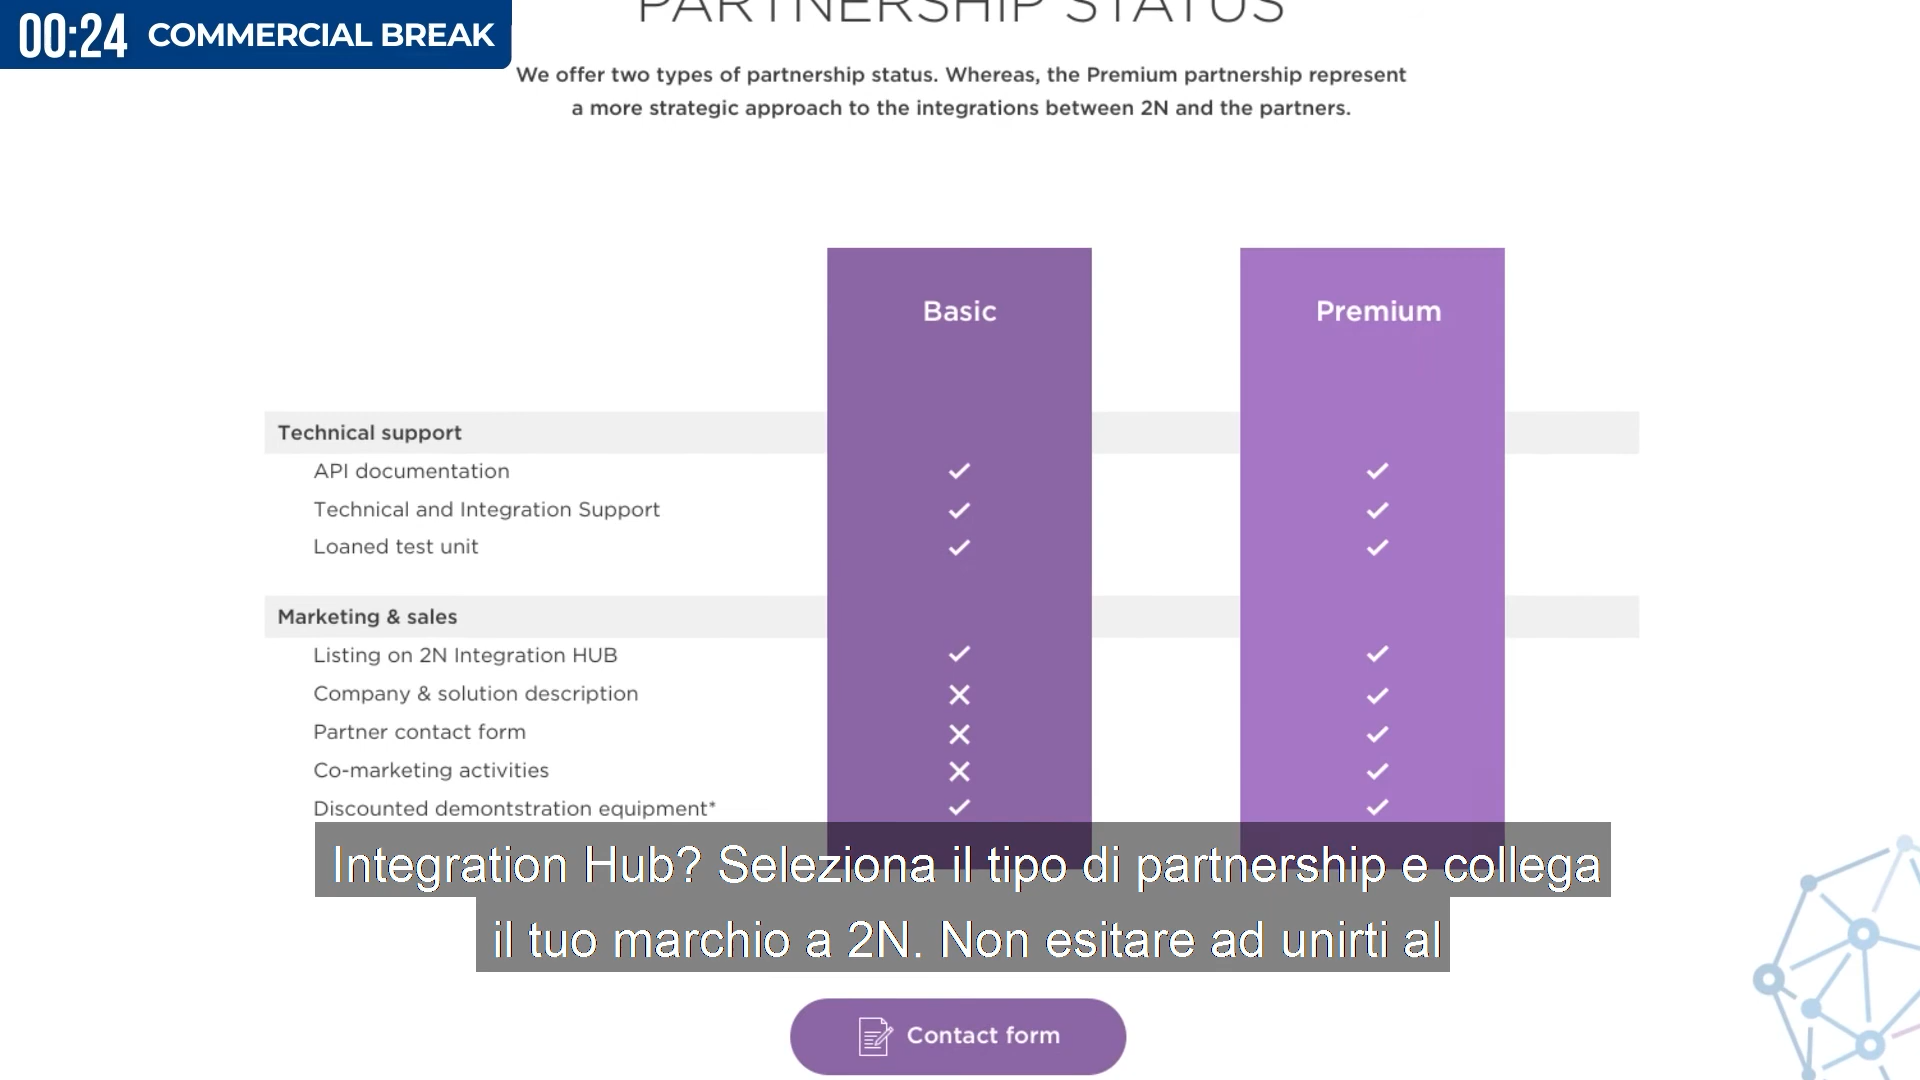 00:24 COMMERCIAL BREAK
PARTNERSHIP STATUS
We offer two types of partnership status. Whereas, the Premium partnership represent
a more strategic approach to the integrations between 2N and the partners.
Basic
Premium
Technical support
API documentation
Technical and Integration Support
Loaned test unit
Marketing & sales
Listing on 2N Integration HUB
Company & solution description
Partner contact form
Co-marketing activities
Discounted demontstration equipment*
Integration Hub? Seleziona il tipo di partnership e collega
il tuo marchio a 2N. Non esitare ad unirti al
Contact form